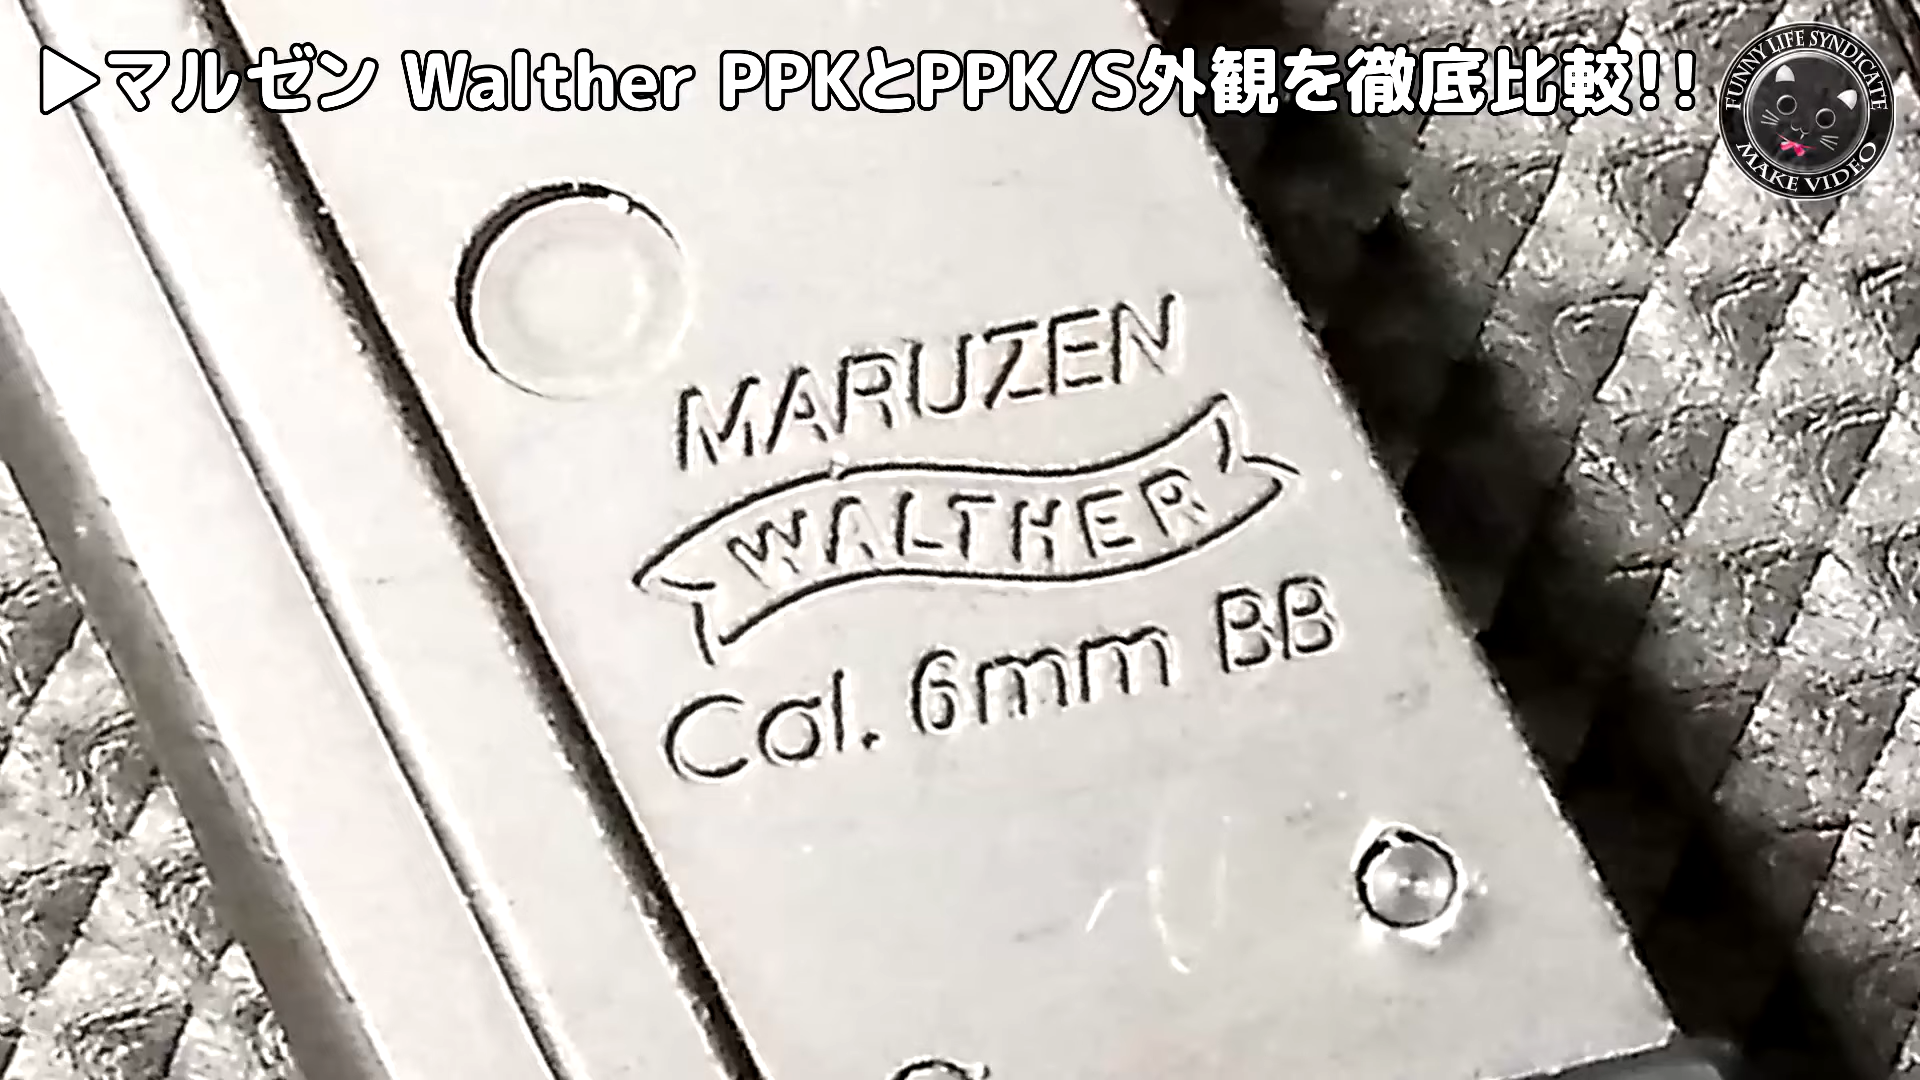 ▶マルゼン Walther PPKとPPK/S外観を徹底比較!!
FUNNY LIFE SYNDICATE
MAKE VIDEO
MARUZEN
WALTHER
Cal. 6mm BB